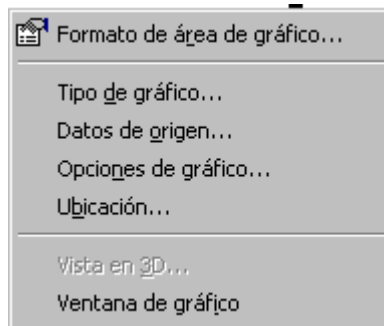 Formato de área de gráfico...
Tipo de gráfico...
Datos de origen...
Opciones de gráfico...
Ubicación...
Vista en 3D...
Ventana de gráfico